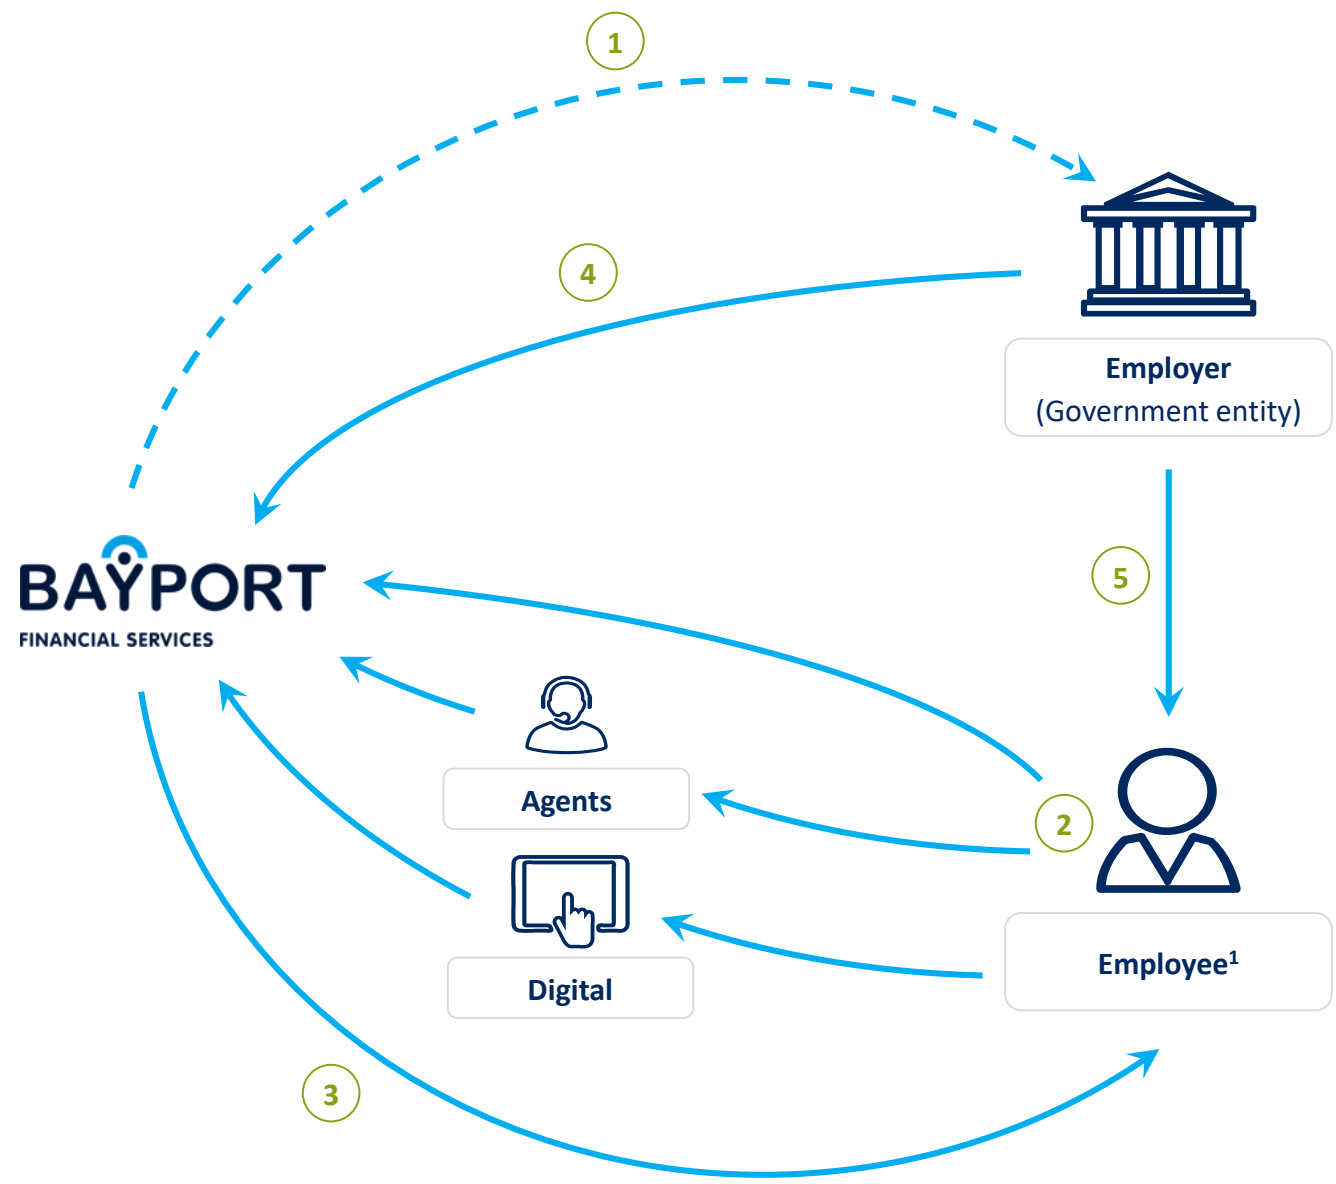 1
4
Employer
(Government entity)
BAYPORT
FINANCIAL SERVICES
5
Agents
2
Digital
Employee¹
3